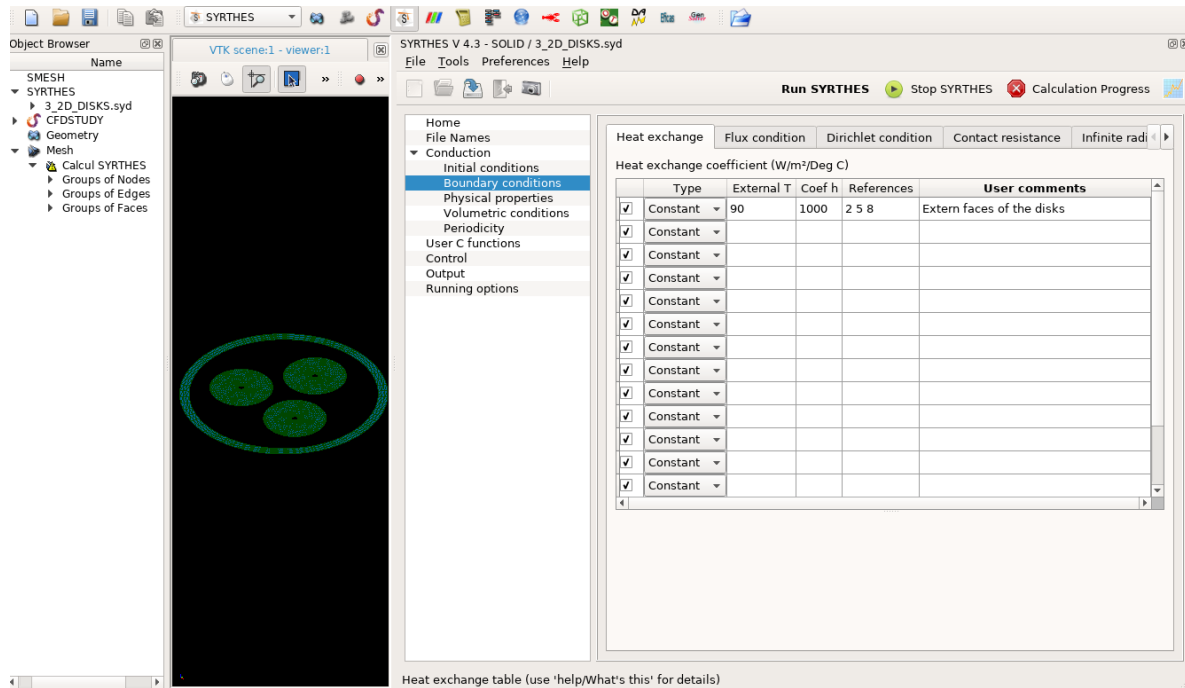 SYRTHES
Object Browser
Name
SMESH
SYRTHES
3_2D_DISKS.syd
CFDSTUDY
Geometry
Mesh
Calcul SYRTHES
Groups of Nodes
Groups of Edges
Groups of Faces
VTK scene:1 - viewer:1
»
»
SYRTHES V 4.3 - SOLID / 3_2D_DISKS.syd
File Tools Preferences Help
Run SYRTHES Stop SYRTHES Calculation Progress
Home
File Names
Conduction
Initial conditions
Boundary conditions
Physical properties
Volumetric conditions
Periodicity
User C functions
Control
Output
Running options
Heat exchange Flux condition Dirichlet condition Contact resistance Infinite radi
Heat exchange coefficient (W/m²/Deg C)
Type External T Coef h References User comments
Constant 90 1000 2 5 8 Extern faces of the disks
Constant
Constant
Constant
Constant
Constant
Constant
Constant
Constant
Constant
Constant
Constant
Constant
Heat exchange table (use 'help/What's this' for details)